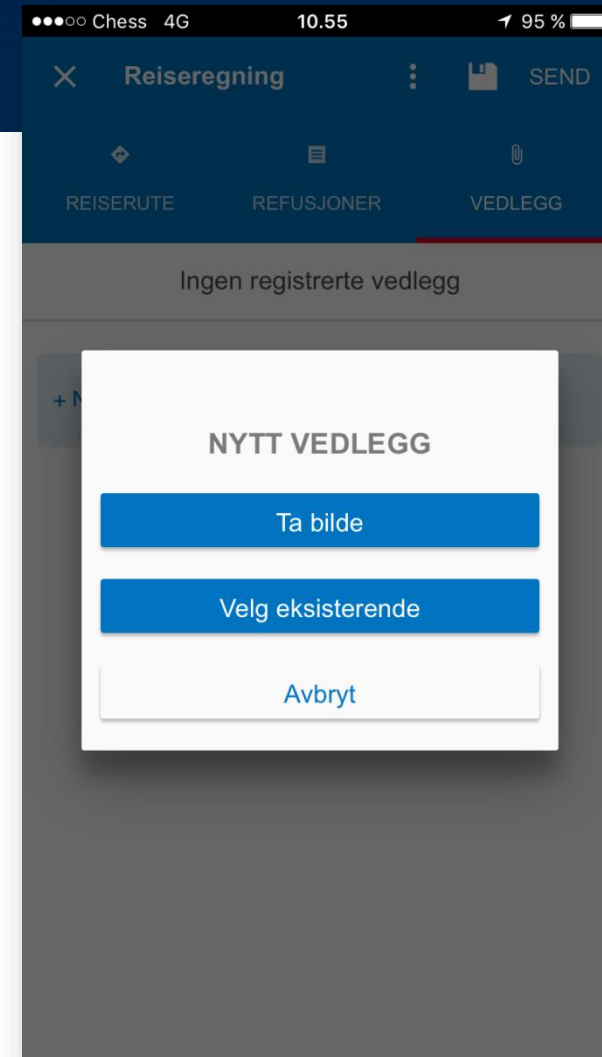 Chess 4G 10.55 95 %
Reiseregning SEND
REISERUTE REFUSJONER VEDLEGG
Ingen registrerte vedlegg
+ N
NYTT VEDLEGG
Ta bilde
Velg eksisterende
Avbryt